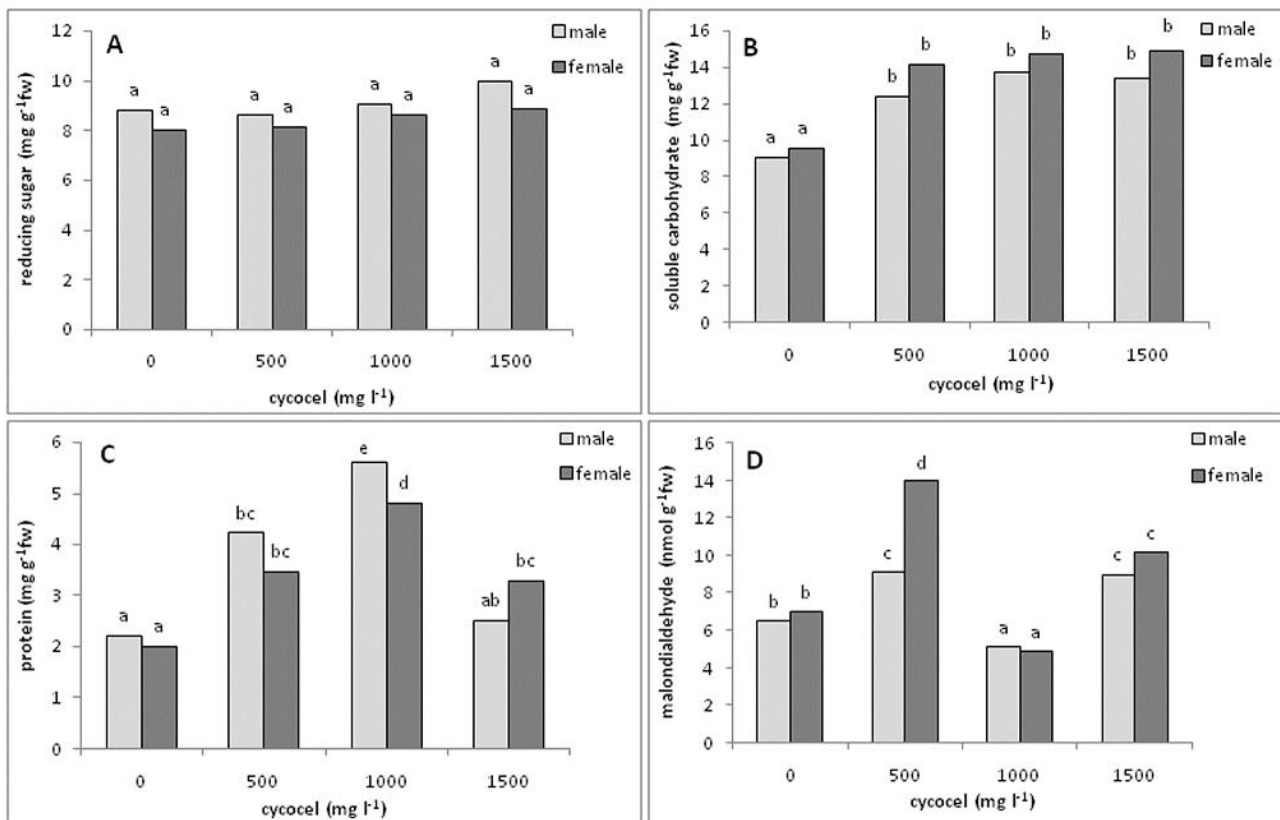 A
male
female
reducing sugar (mg g⁻¹fw)
12
10
8
6
4
2
0
a a a a a a a a
0 500 1000 1500
cycocel (mg l⁻¹)
B
male
female
soluble carbohydrate (mg g⁻¹fw)
16
14
12
10
8
6
4
2
0
a a b b b b b b
0 500 1000 1500
cycocel (mg l⁻¹)
C
male
female
protein (mg g⁻¹fw)
6
5
4
3
2
1
0
a a bc bc e d ab bc
0 500 1000 1500
cycocel (mg l⁻¹)
D
male
female
malondialdehyde (nmol g⁻¹fw)
16
14
12
10
8
6
4
2
0
b b c d a a c c
0 500 1000 1500
cycocel (mg l⁻¹)